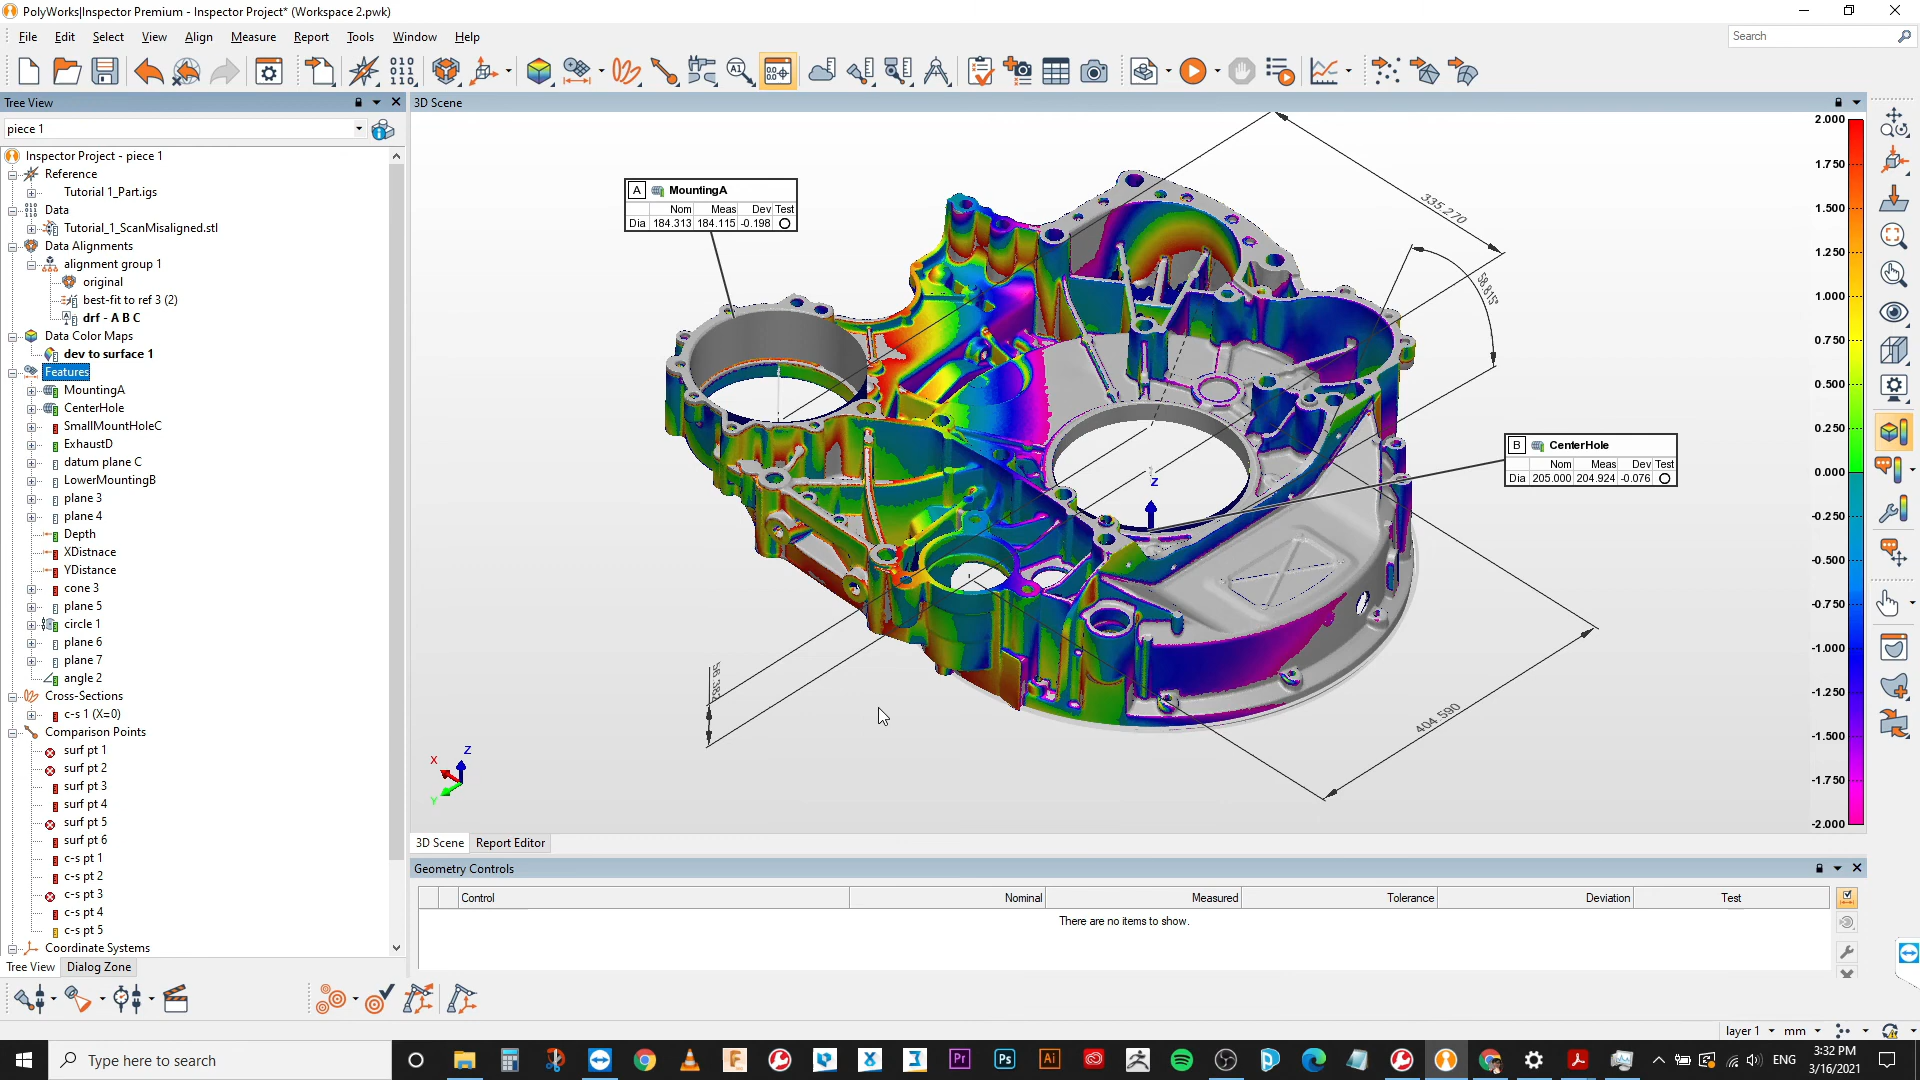 PolyWorks|Inspector Premium - Inspector Project* (Workspace 2.pwk)
File Edit Select View Align Measure Report Tools Window Help
Search
Tree View
3D Scene
piece 1
Inspector Project - piece 1
Reference
Tutorial 1_Part.igs
Data
Tutorial_1_ScanMisaligned.stl
Data Alignments
alignment group 1
original
best-fit to ref 3 (2)
drf - A B C
Data Color Maps
dev to surface 1
Features
MountingA
CenterHole
SmallMountHoleC
ExhaustD
datum plane C
LowerMountingB
plane 3
plane 4
Depth
XDistnace
YDistance
cone 3
plane 5
circle 1
plane 6
plane 7
angle 2
Cross-Sections
c-s 1 (X=0)
Comparison Points
surf pt 1
surf pt 2
surf pt 3
surf pt 4
surf pt 5
surf pt 6
c-s pt 1
c-s pt 2
c-s pt 3
c-s pt 4
c-s pt 5
Coordinate Systems
Tree View Dialog Zone
A MountingA
Nom Meas Dev Test
Dia 184.313 184.115 -0.198
335.270
58.815°
B CenterHole
Nom Meas Dev Test
Dia 205.000 204.924 -0.076
Z
404.590
X Z
Y
2.000
1.750
1.500
1.250
1.000
0.750
0.500
0.250
0.000
-0.250
-0.500
-0.750
-1.000
-1.250
-1.500
-1.750
-2.000
3D Scene Report Editor
Geometry Controls
Control Nominal Measured Tolerance Deviation Test
There are no items to show.
layer 1 mm
Type here to search
Pr Ps Ai
ENG
3:32 PM
3/16/2021